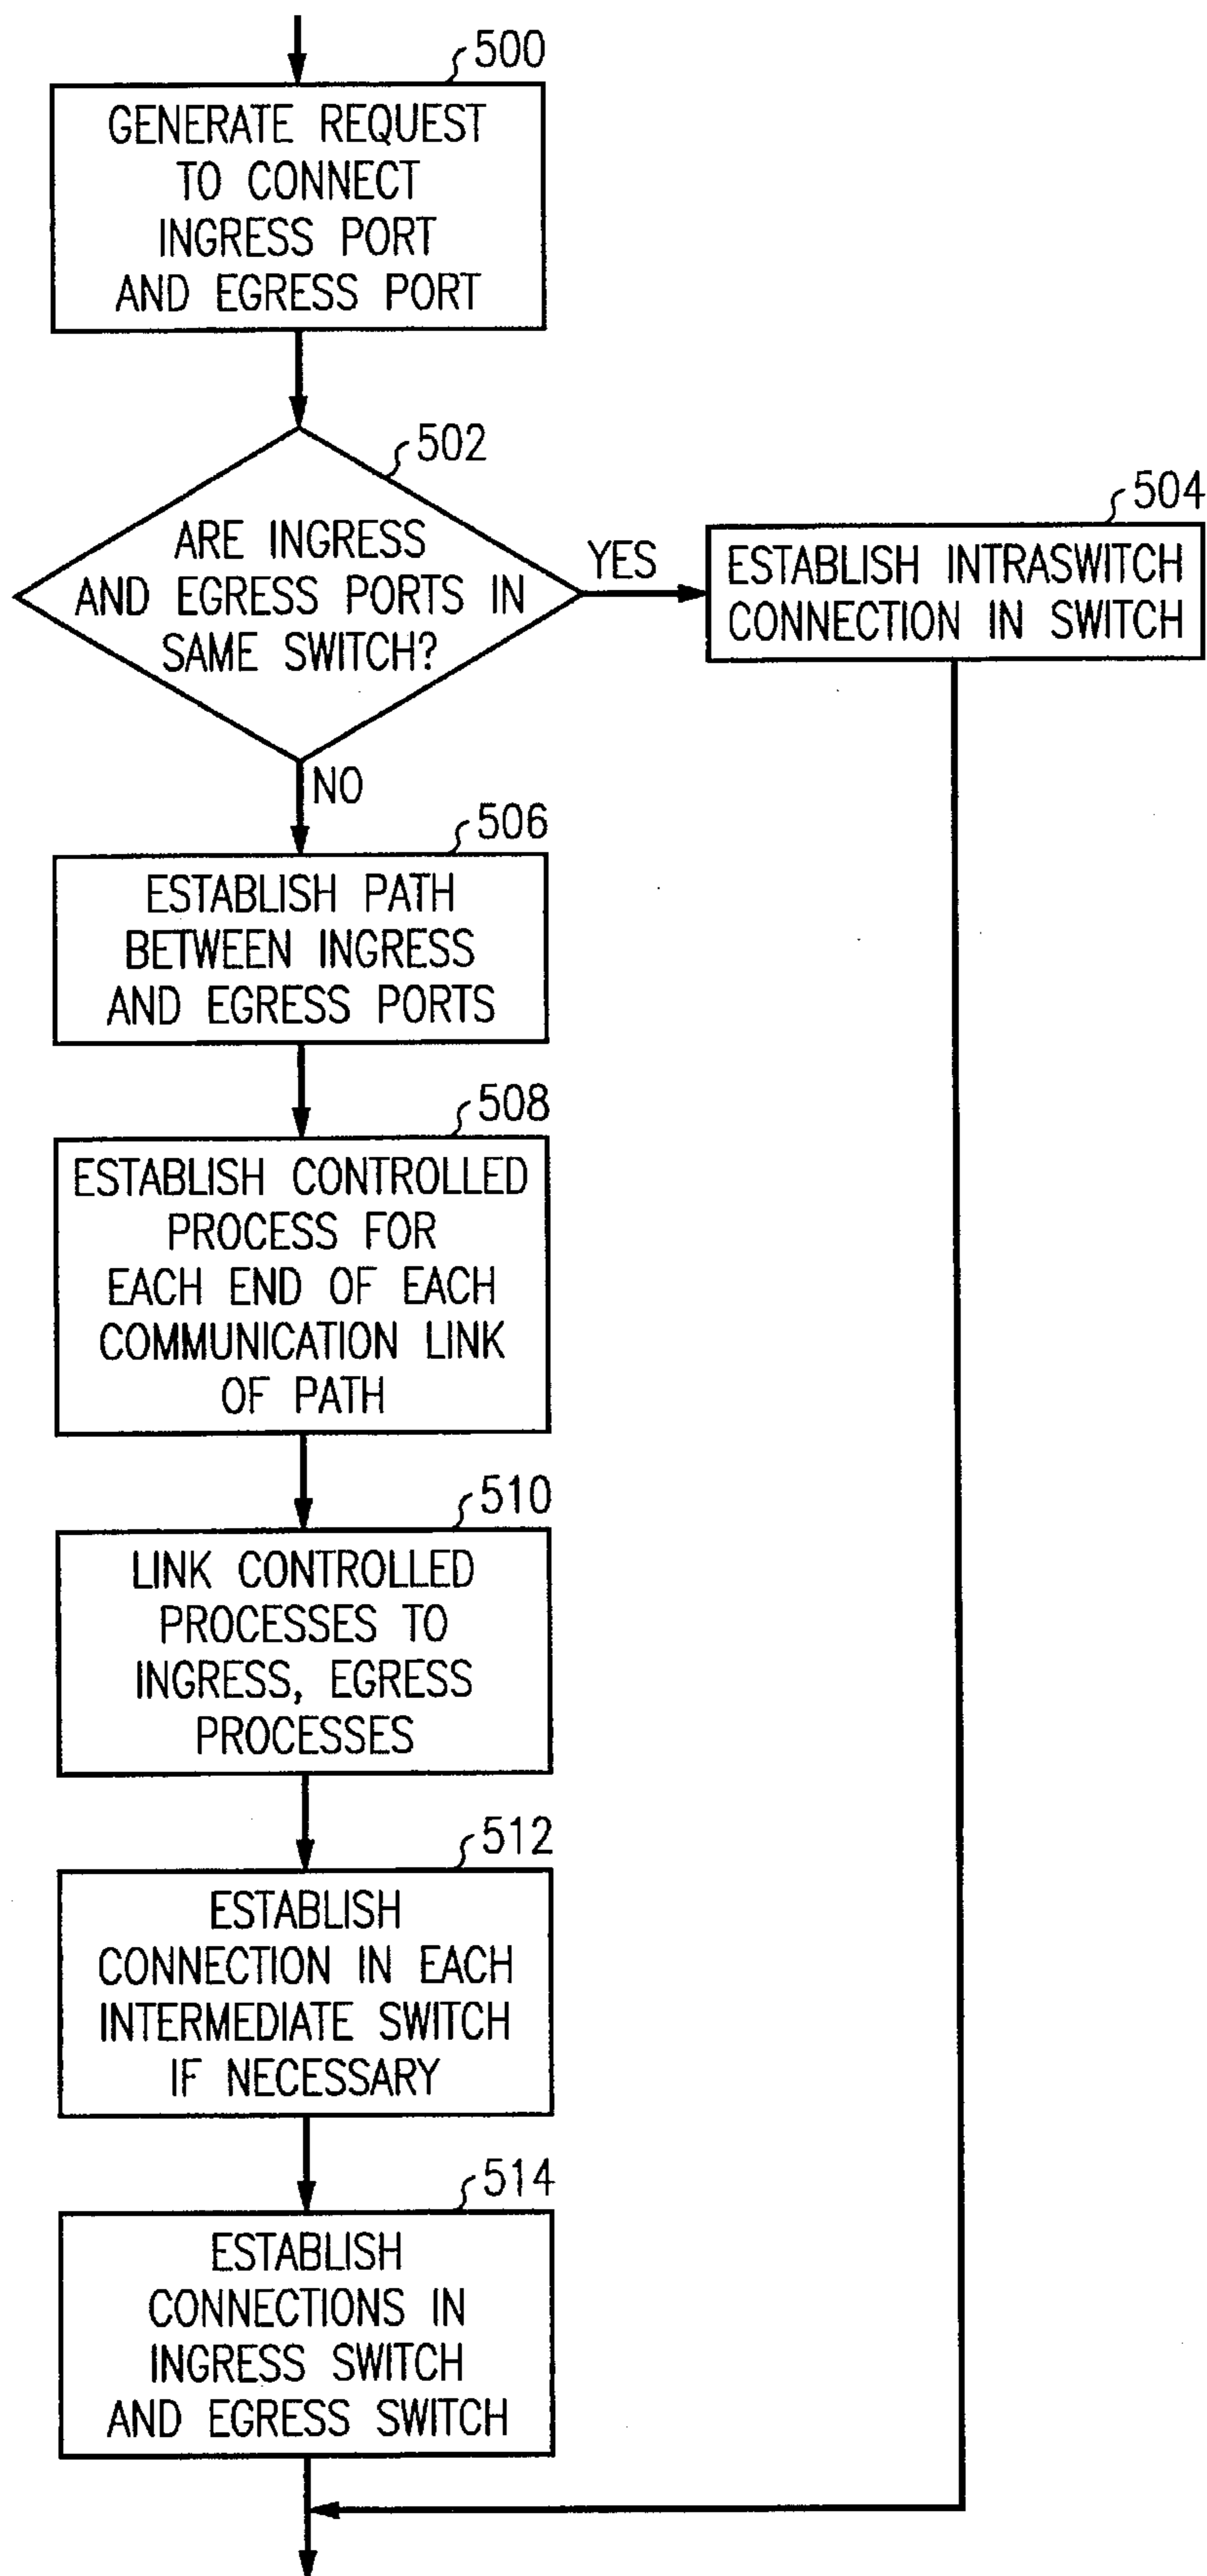 500
GENERATE REQUEST
TO CONNECT
INGRESS PORT
AND EGRESS PORT
502
ARE INGRESS
AND EGRESS PORTS IN
SAME SWITCH?
YES
504
ESTABLISH INTRASWITCH
CONNECTION IN SWITCH
NO
506
ESTABLISH PATH
BETWEEN INGRESS
AND EGRESS PORTS
508
ESTABLISH CONTROLLED
PROCESS FOR
EACH END OF EACH
COMMUNICATION LINK
OF PATH
510
LINK CONTROLLED
PROCESSES TO
INGRESS, EGRESS
PROCESSES
512
ESTABLISH
CONNECTION IN EACH
INTERMEDIATE SWITCH
IF NECESSARY
514
ESTABLISH
CONNECTIONS IN
INGRESS SWITCH
AND EGRESS SWITCH